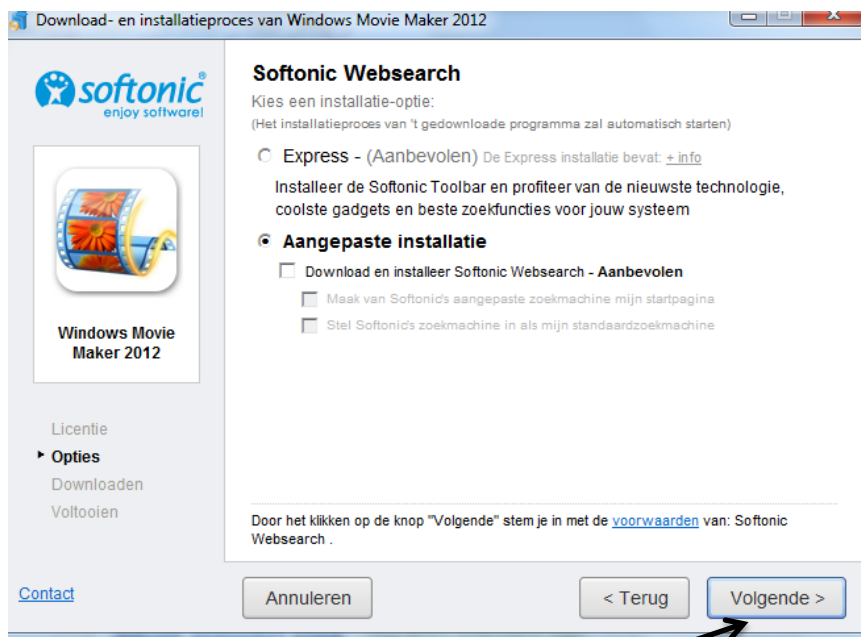 Download- en installatieproces van Windows Movie Maker 2012
softonic®
enjoy software!
Windows Movie
Maker 2012
Licentie
Opties
Downloaden
Voltooien
Contact
Softonic Websearch
Kies een installatie-optie:
(Het installatieproces van 't gedownloade programma zal automatisch starten)
Express - (Aanbevolen) De Express installatie bevat: + info
Installeer de Softonic Toolbar en profiteer van de nieuwste technologie,
coolste gadgets en beste zoekfuncties voor jouw systeem
Aangepaste installatie
Download en installeer Softonic Websearch - Aanbevolen
Maak van Softonic's aangepaste zoekmachine mijn startpagina
Stel Softonic's zoekmachine in als mijn standaardzoekmachine
Door het klikken op de knop "Volgende" stem je in met de voorwaarden van: Softonic
Websearch .
Annuleren
< Terug
Volgende >